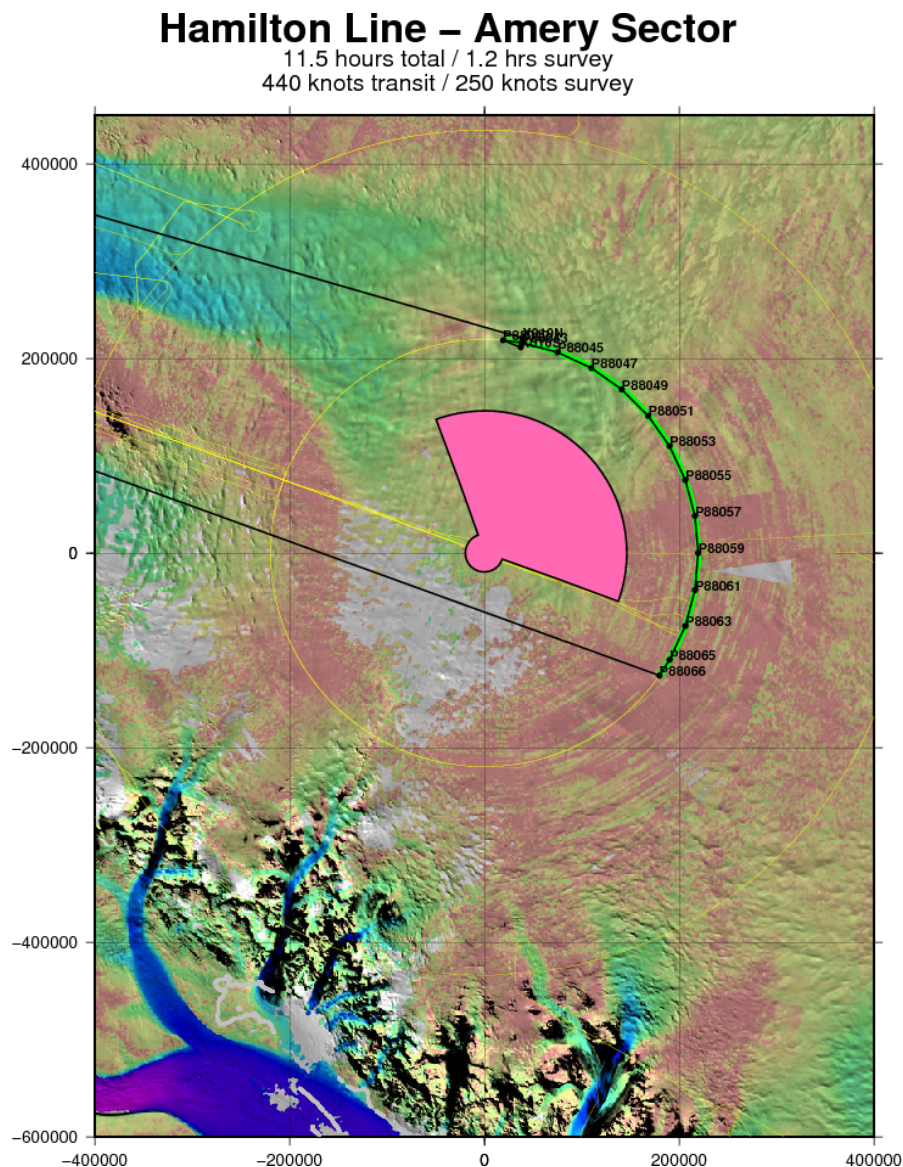 Hamilton Line – Amery Sector
11.5 hours total / 1.2 hrs survey
440 knots transit / 250 knots survey
400000
200000
0
−200000
−400000
−600000
P88045
P88047
P88049
P88051
P88053
P88055
P88057
P88059
P88061
P88063
P88065
P88066
−400000
−200000
0
200000
400000